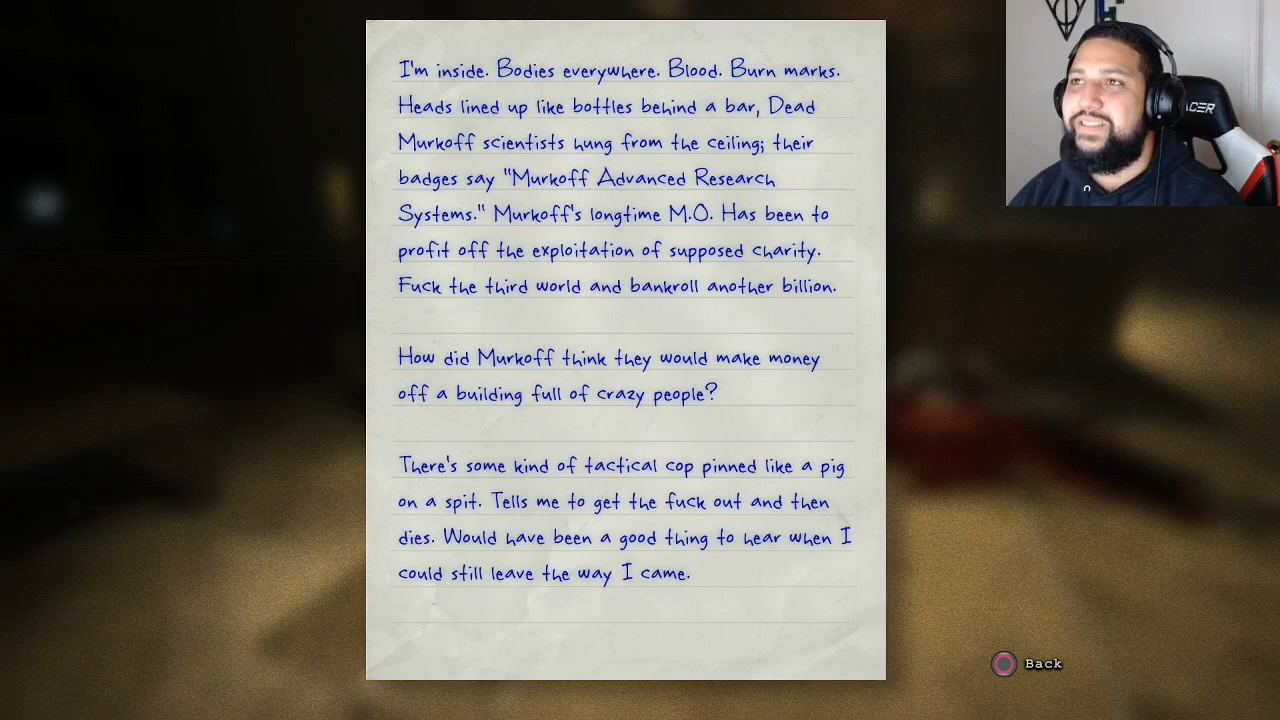 I'm inside. Bodies everywhere. Blood. Burn marks.
Heads lined up like bottles behind a bar, Dead
Murkoff scientists hung from the ceiling; their
badges say "Murkoff Advanced Research
Systems." Murkoff's longtime M.O. Has been to
profit off the exploitation of supposed charity.
Fuck the third world and bankroll another billion.
How did Murkoff think they would make money
off a building full of crazy people?
There's some kind of tactical cop pinned like a pig
on a spit. Tells me to get the fuck out and then
dies. Would have been a good thing to hear when I
could still leave the way I came.
Back